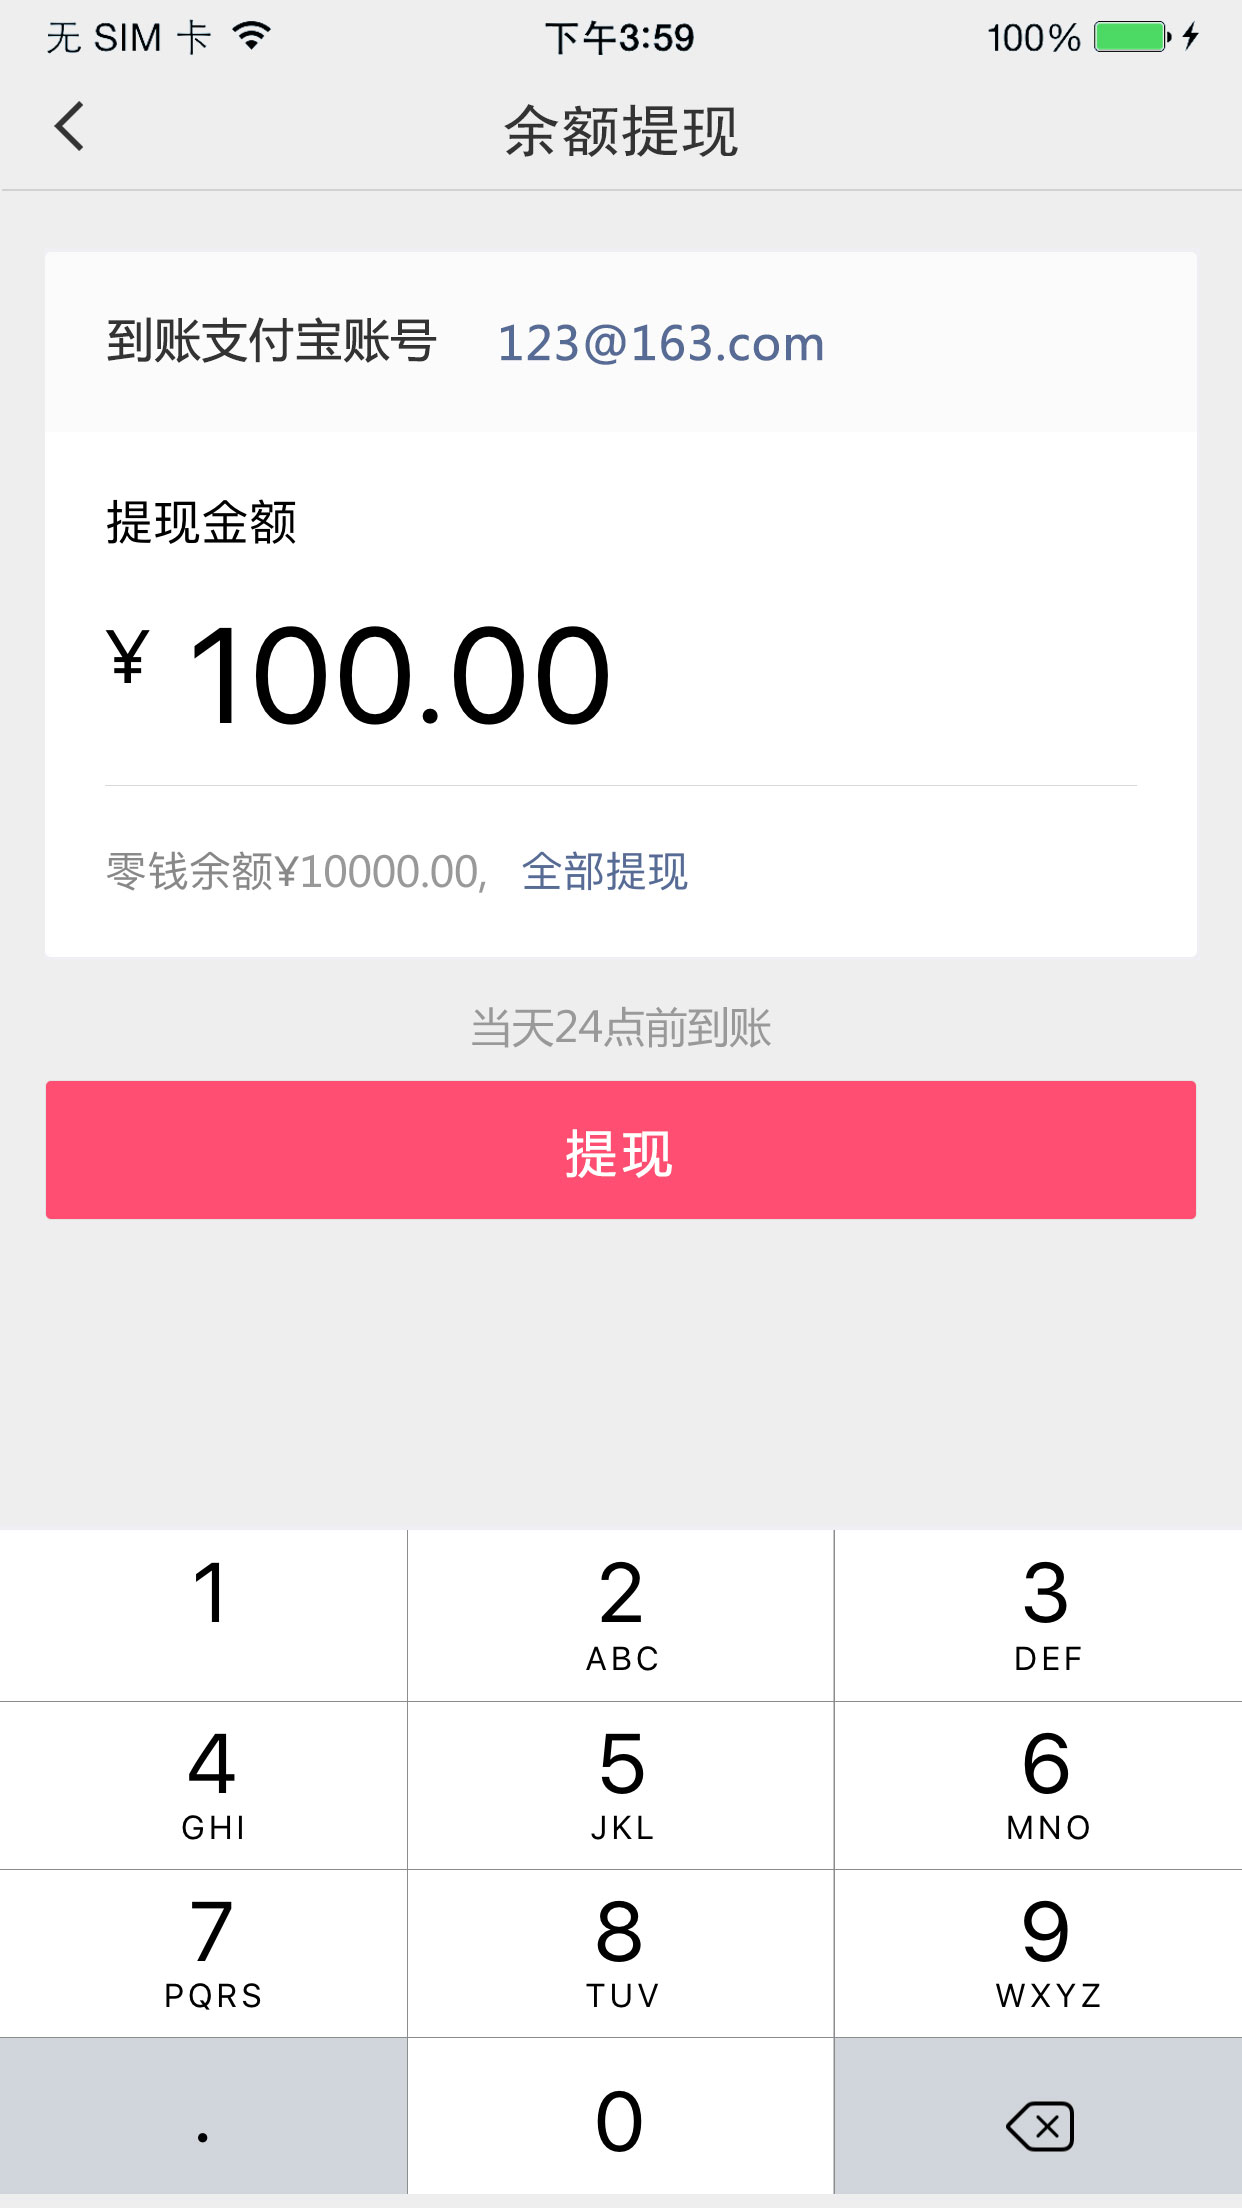 无 SIM 卡 下午3:59 100%
余额提现
到账支付宝账号 123@163.com
提现金额
¥ 100.00
零钱余额¥10000.00, 全部提现
当天24点前到账
提现
1 2 3
ABC DEF
4 5 6
GHI JKL MNO
7 8 9
PQRS TUV WXYZ
. 0